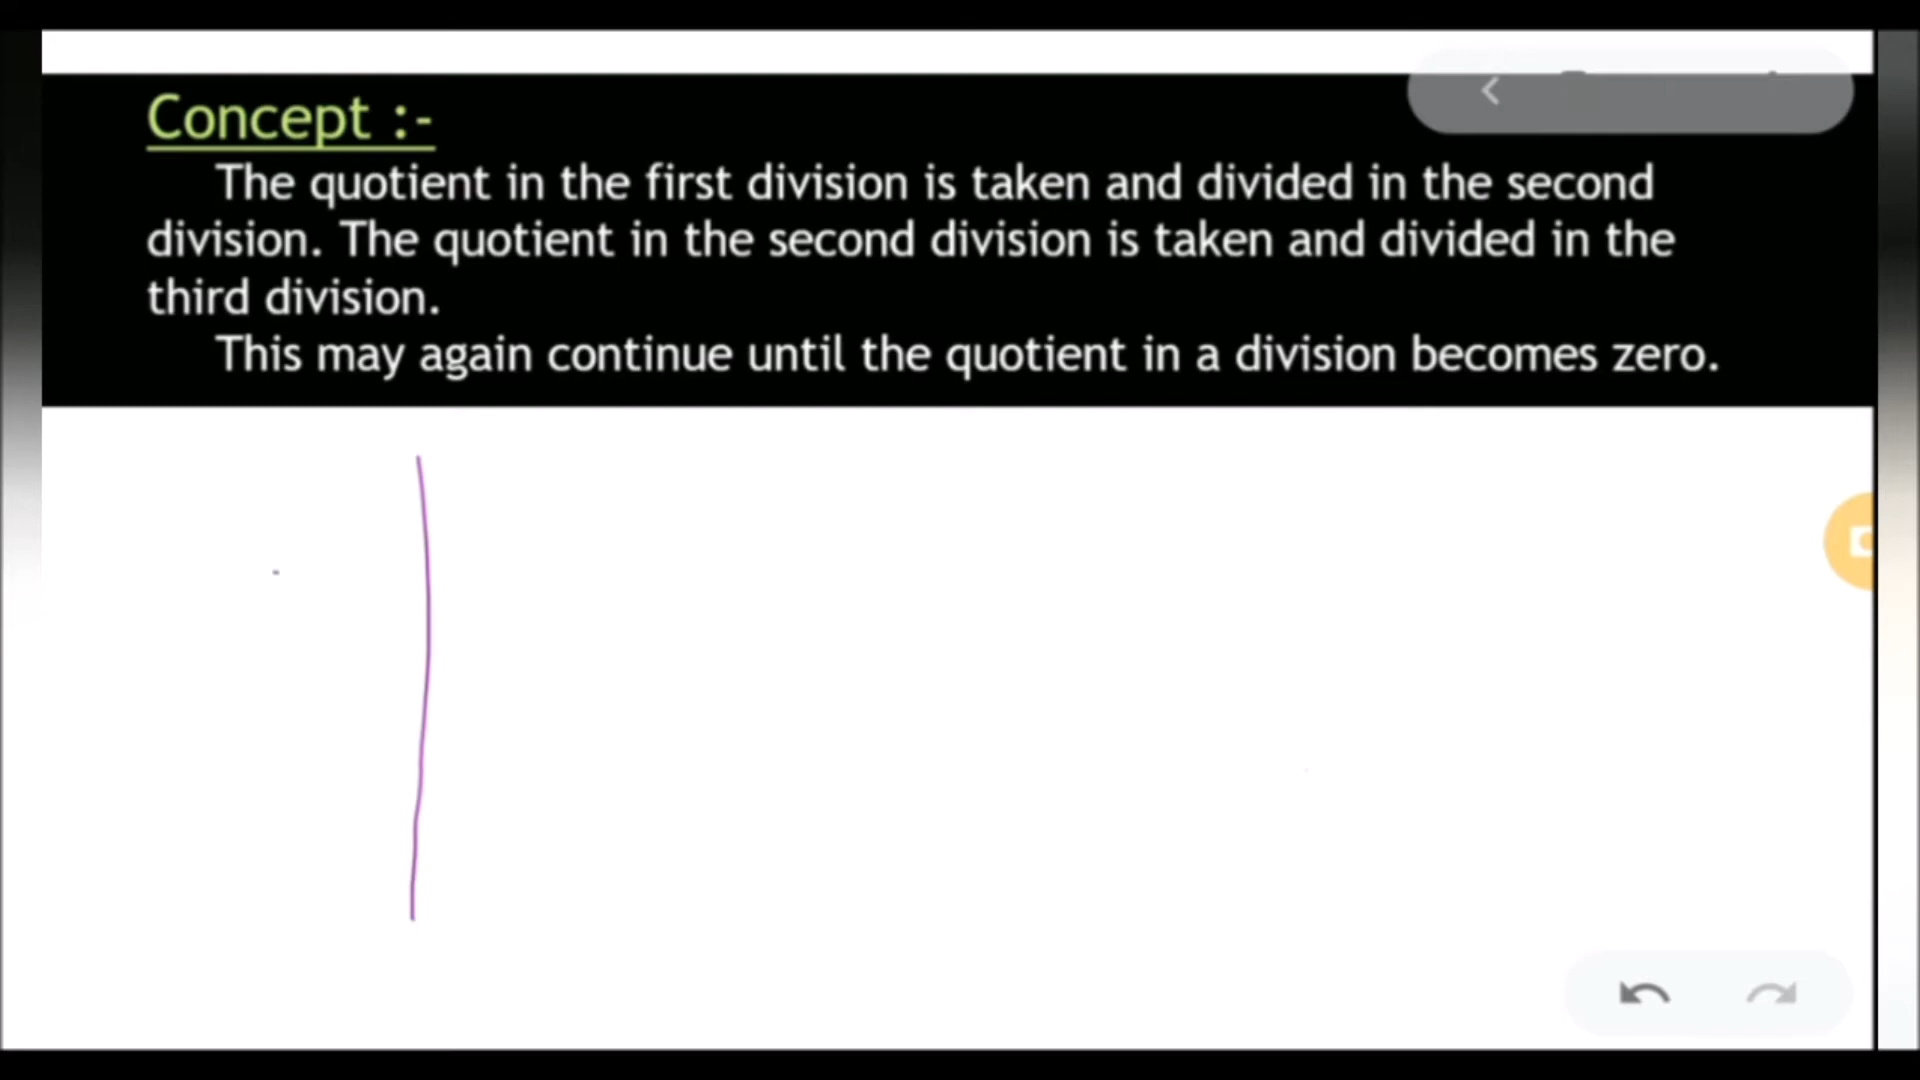 Concept :-
The quotient in the first division is taken and divided in the second
division. The quotient in the second division is taken and divided in the
third division.
This may again continue until the quotient in a division becomes zero.